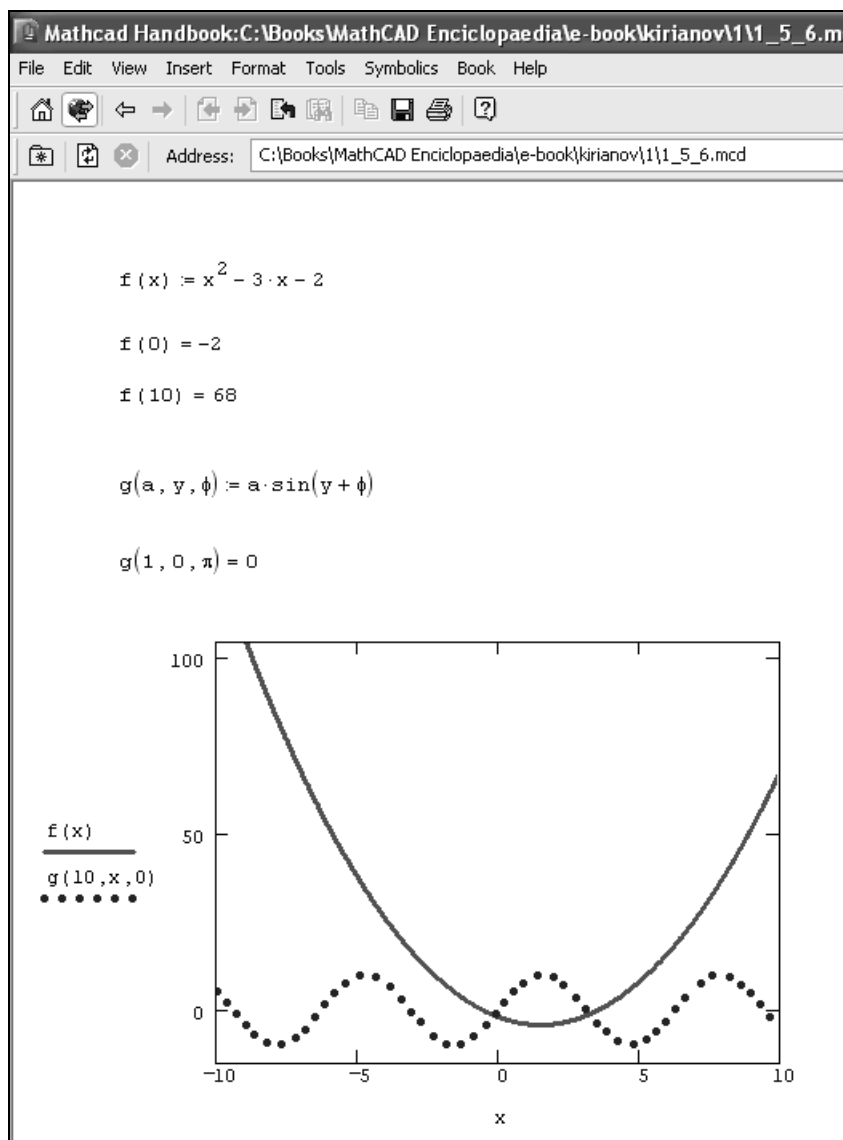 Mathcad Handbook:C:\Books\MathCAD Enciclopaedia\e-book\kirianov\1\1_5_6.m
File Edit View Insert Format Tools Symbolics Book Help
Address: C:\Books\MathCAD Enciclopaedia\e-book\kirianov\1\1_5_6.mcd
f(x) := x² − 3·x − 2
f(0) = −2
f(10) = 68
g(a, y, ϕ) := a·sin(y + ϕ)
g(1, 0, π) = 0
100
50
0
f(x)
g(10,x,0)
−10 −5 0 5 10
x